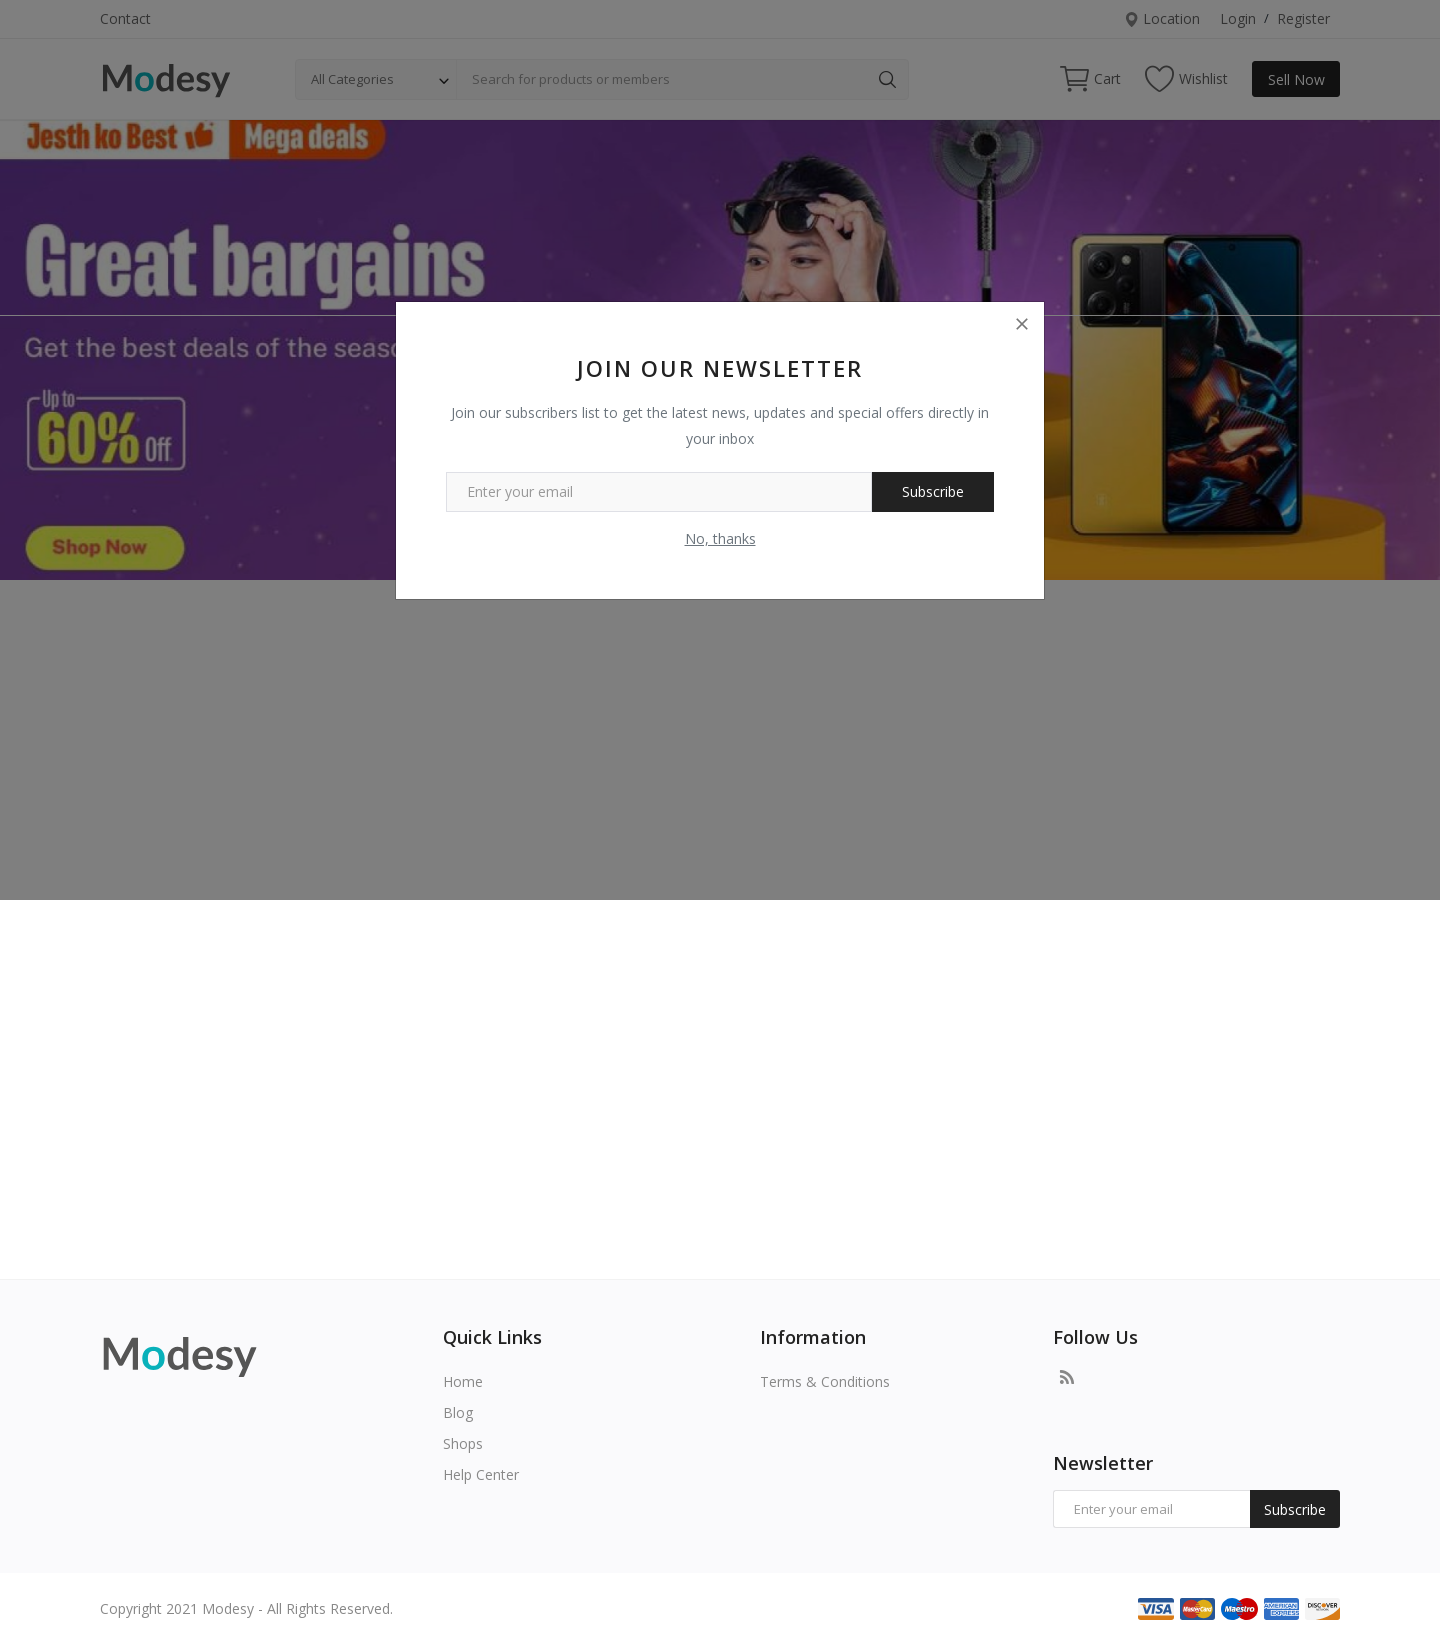 Contact
Location
Login / Register
Modesy
All Categories
Search for products or members
Cart
Wishlist
Sell Now
Jesth ko Best
Mega deals
Great bargains
Get the best deals of the
Up to
60% Off
Shop Now
JOIN OUR NEWSLETTER
Join our subscribers list to get the latest news, updates and special offers directly in
your inbox
Enter your email
Subscribe
No, thanks
Modesy
Quick Links
Home
Blog
Shops
Help Center
Information
Terms & Conditions
Follow Us
Newsletter
Enter your email
Subscribe
Copyright 2021 Modesy - All Rights Reserved.
VISA
MasterCard
Maestro
AMERICAN
EXPRESS
DISCOVER